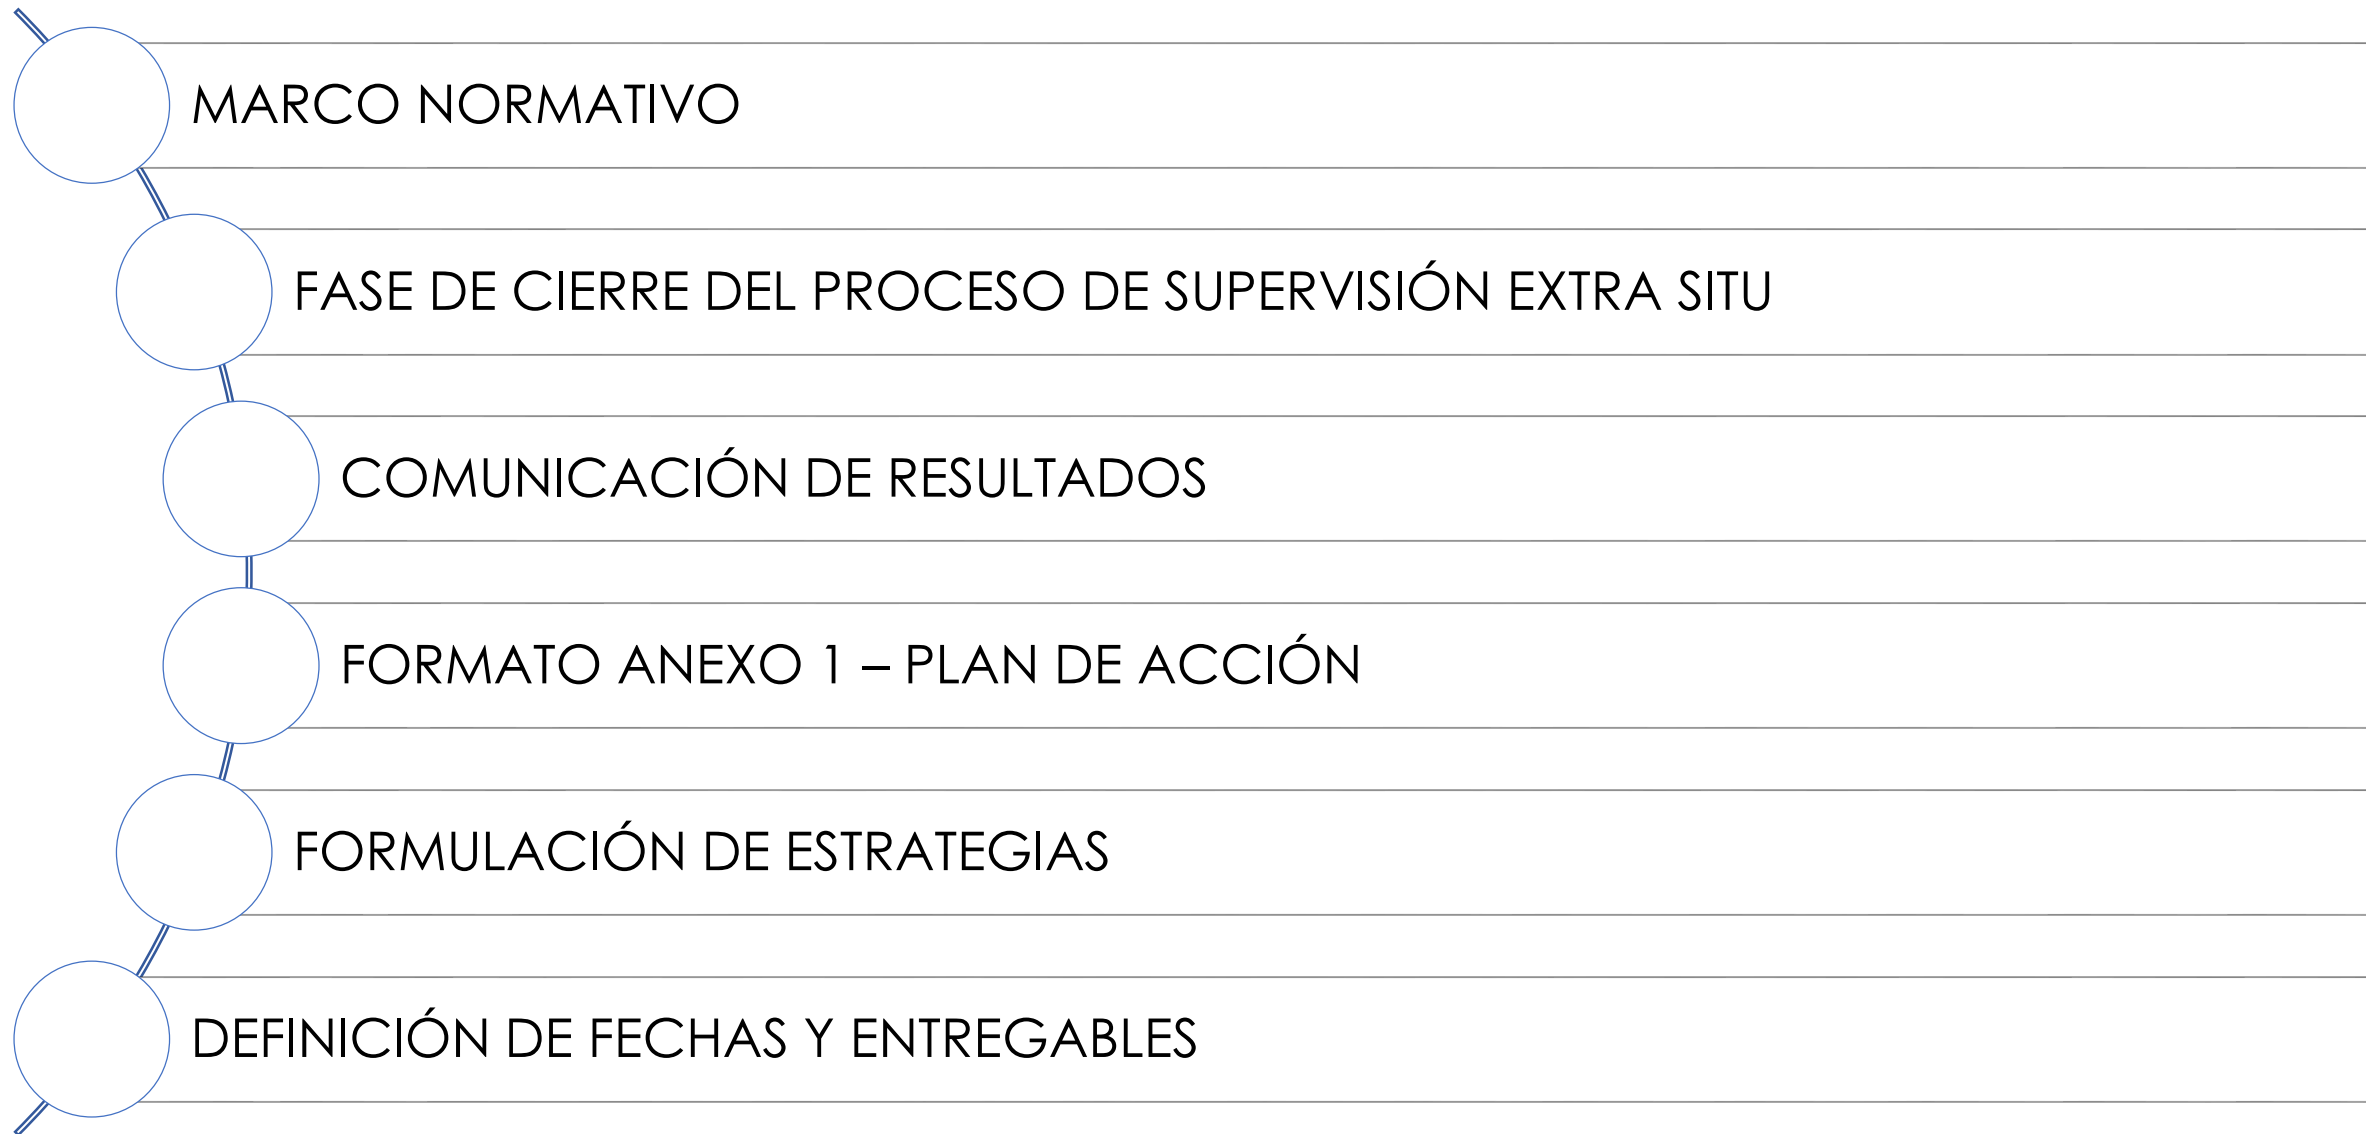 MARCO NORMATIVO
FASE DE CIERRE DEL PROCESO DE SUPERVISIÓN EXTRA SITU
COMUNICACIÓN DE RESULTADOS
FORMATO ANEXO 1 – PLAN DE ACCIÓN
FORMULACIÓN DE ESTRATEGIAS
DEFINICIÓN DE FECHAS Y ENTREGABLES